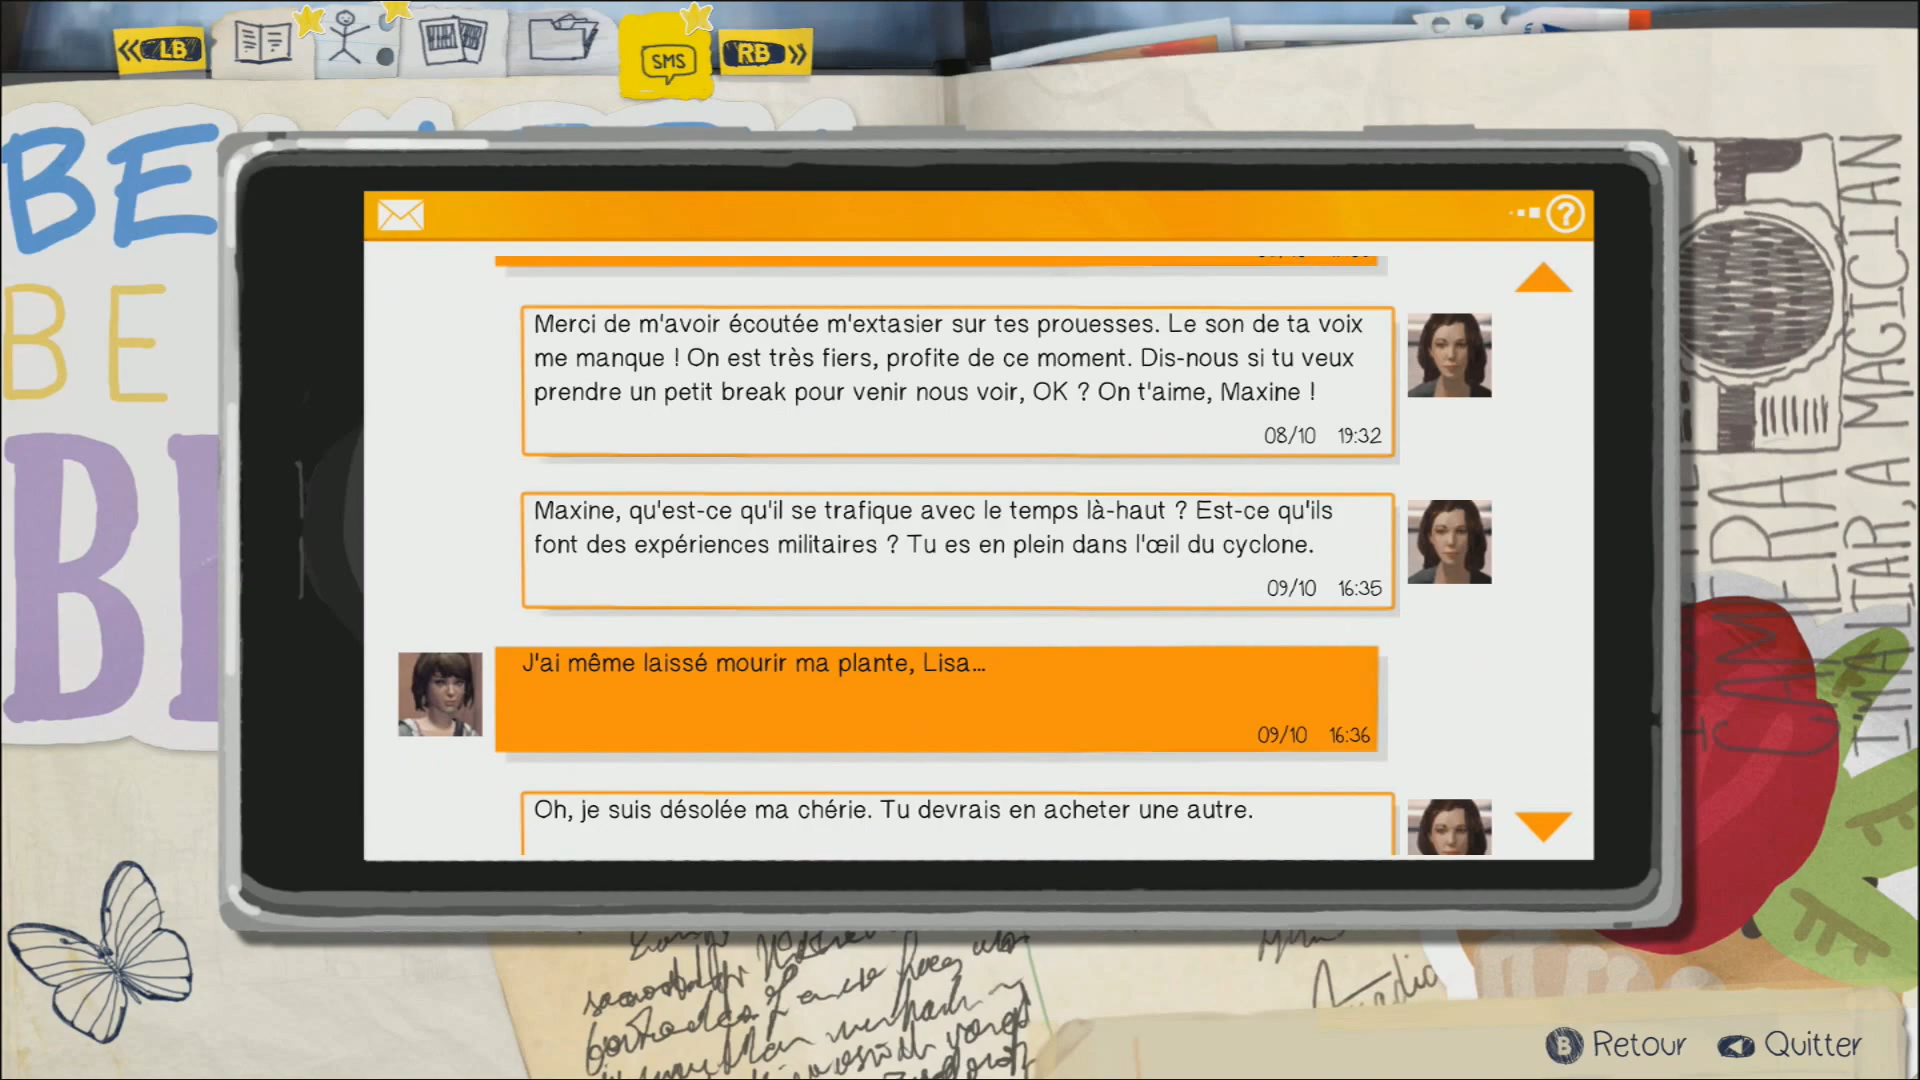 LB
SMS
RB
BE
BE
Merci de m'avoir écoutée m'extasier sur tes prouesses. Le son de ta voix
me manque ! On est très fiers, profite de ce moment. Dis-nous si tu veux
prendre un petit break pour venir nous voir, OK ? On t'aime, Maxine !
08/10 19:32
Maxine, qu'est-ce qu'il se trafique avec le temps là-haut ? Est-ce qu'ils
font des expériences militaires ? Tu es en plein dans l'œil du cyclone.
09/10 16:35
J'ai même laissé mourir ma plante, Lisa...
09/10 16:36
Oh, je suis désolée ma chérie. Tu devrais en acheter une autre.
CAMERA
LIAR, A MAGICIAN
B Retour
Quitter